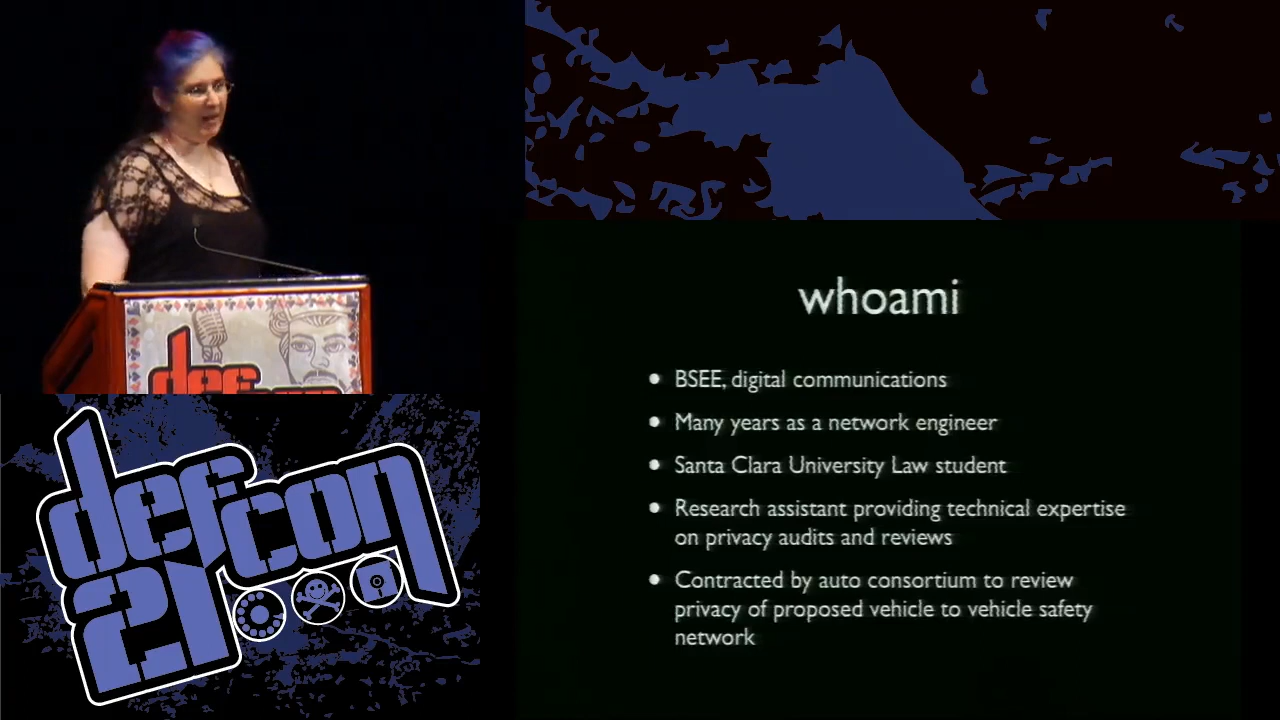 whoami
• BSEE, digital communications
• Many years as a network engineer
• Santa Clara University Law student
• Research assistant providing technical expertise
on privacy audits and reviews
• Contracted by auto consortium to review
privacy of proposed vehicle to vehicle safety
network
def
defcon
21